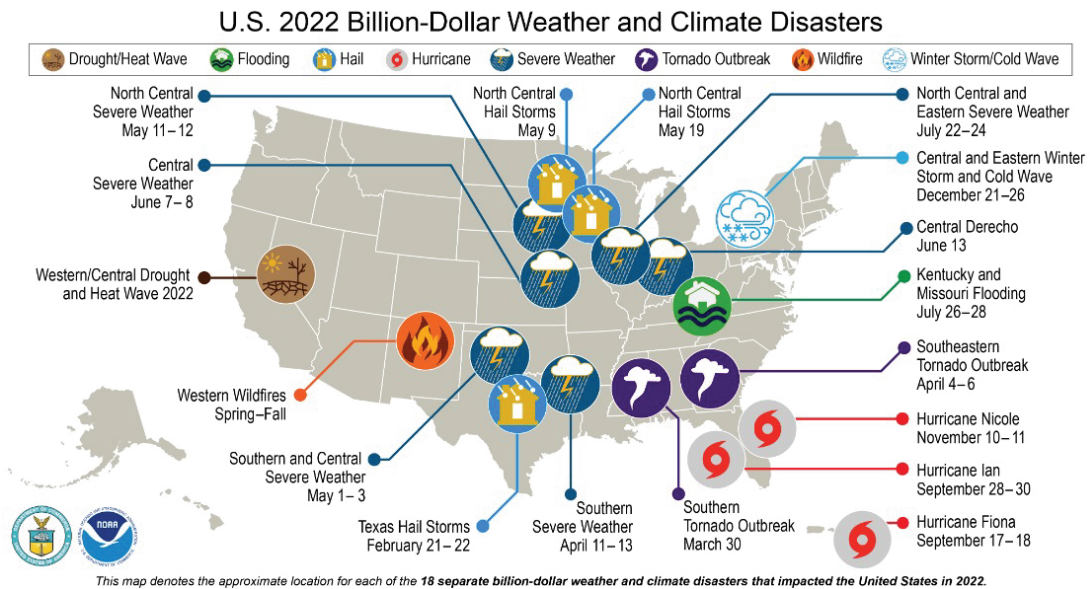 U.S. 2022 Billion-Dollar Weather and Climate Disasters
Drought/Heat Wave Flooding Hail Hurricane Severe Weather Tornado Outbreak Wildfire Winter Storm/Cold Wave
North Central
Severe Weather
May 11–12
North Central
Hail Storms
May 9
North Central
Hail Storms
May 19
North Central and
Eastern Severe Weather
July 22–24
Central
Severe Weather
June 7–8
Central and Eastern Winter
Storm and Cold Wave
December 21–26
Central Derecho
June 13
Western/Central Drought
and Heat Wave 2022
Kentucky and
Missouri Flooding
July 26–28
Southeastern
Tornado Outbreak
April 4–6
Western Wildfires
Spring–Fall
Hurricane Nicole
November 10–11
Southern and Central
Severe Weather
May 1–3
Hurricane Ian
September 28–30
Texas Hail Storms
February 21–22
Southern
Severe Weather
April 11–13
Southern
Tornado Outbreak
March 30
Hurricane Fiona
September 17–18
NOAA
This map denotes the approximate location for each of the 18 separate billion-dollar weather and climate disasters that impacted the United States in 2022.